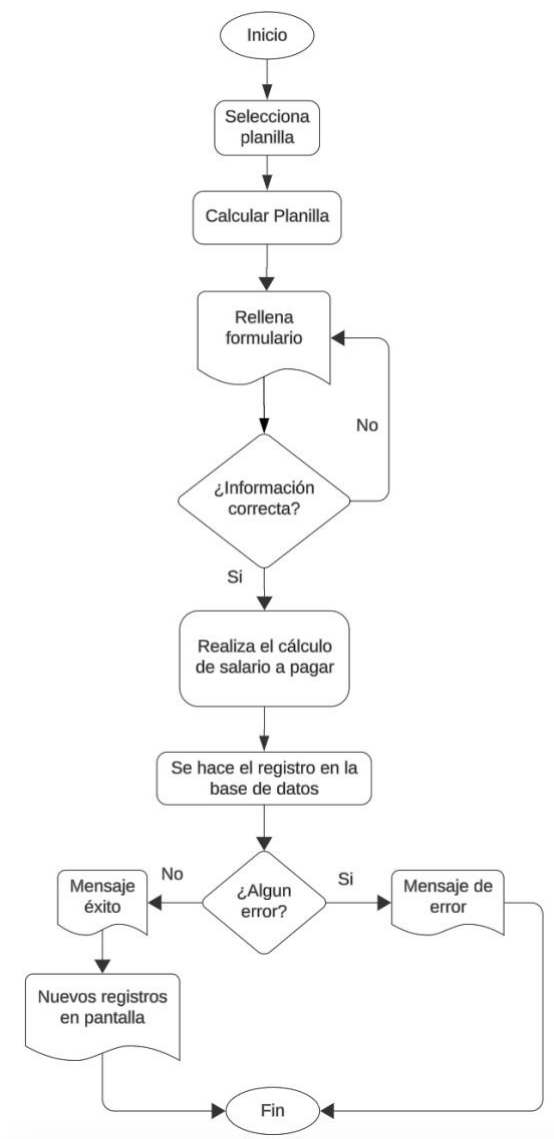 Inicio
Selecciona
planilla
Calcular Planilla
Rellena
formulario
No
¿Información
correcta?
Si
Realiza el cálculo
de salario a pagar
Se hace el registro en la
base de datos
No
Si
Mensaje
éxito
¿Algun
error?
Mensaje de
error
Nuevos registros
en pantalla
Fin